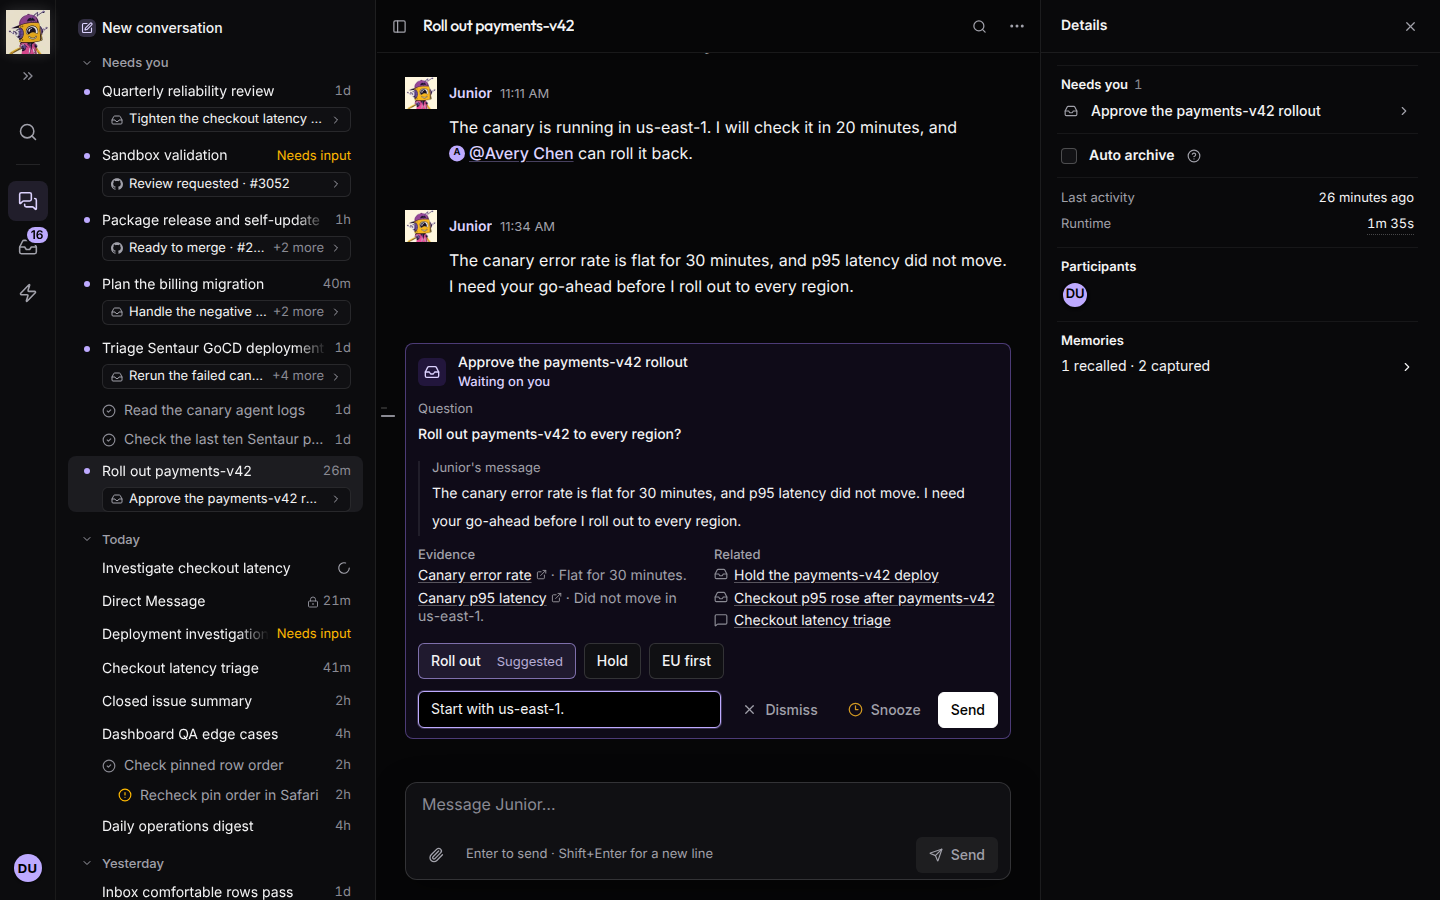 New conversation
Needs you
Quarterly reliability review 1d
Tighten the checkout latency ...
Sandbox validation Needs input
Review requested · #3052
Package release and self-update 1h
Ready to merge · #2... +2 more
Plan the billing migration 40m
Handle the negative ... +2 more
Triage Sentaur GoCD deployment 1d
Rerun the failed can... +4 more
Read the canary agent logs 1d
Check the last ten Sentaur p... 1d
Roll out payments-v42 26m
Approve the payments-v42 r...
Today
Investigate checkout latency
Direct Message 21m
Deployment investigation Needs input
Checkout latency triage 41m
Closed issue summary 2h
Dashboard QA edge cases 4h
Check pinned row order 2h
Recheck pin order in Safari 2h
Daily operations digest 4h
Yesterday
Inbox comfortable rows pass 1d
16
DU
Roll out payments-v42
Junior 11:11 AM
The canary is running in us-east-1. I will check it in 20 minutes, and
A @Avery Chen can roll it back.
Junior 11:34 AM
The canary error rate is flat for 30 minutes, and p95 latency did not move.
I need your go-ahead before I roll out to every region.
Approve the payments-v42 rollout
Waiting on you
Question
Roll out payments-v42 to every region?
Junior's message
The canary error rate is flat for 30 minutes, and p95 latency did not move. I need
your go-ahead before I roll out to every region.
Evidence
Canary error rate · Flat for 30 minutes.
Canary p95 latency · Did not move in
us-east-1.
Related
Hold the payments-v42 deploy
Checkout p95 rose after payments-v42
Checkout latency triage
Roll out Suggested Hold EU first
Start with us-east-1. Dismiss Snooze Send
Message Junior...
Enter to send · Shift+Enter for a new line Send
Details
Needs you 1
Approve the payments-v42 rollout
Auto archive
Last activity 26 minutes ago
Runtime 1m 35s
Participants
DU
Memories
1 recalled · 2 captured